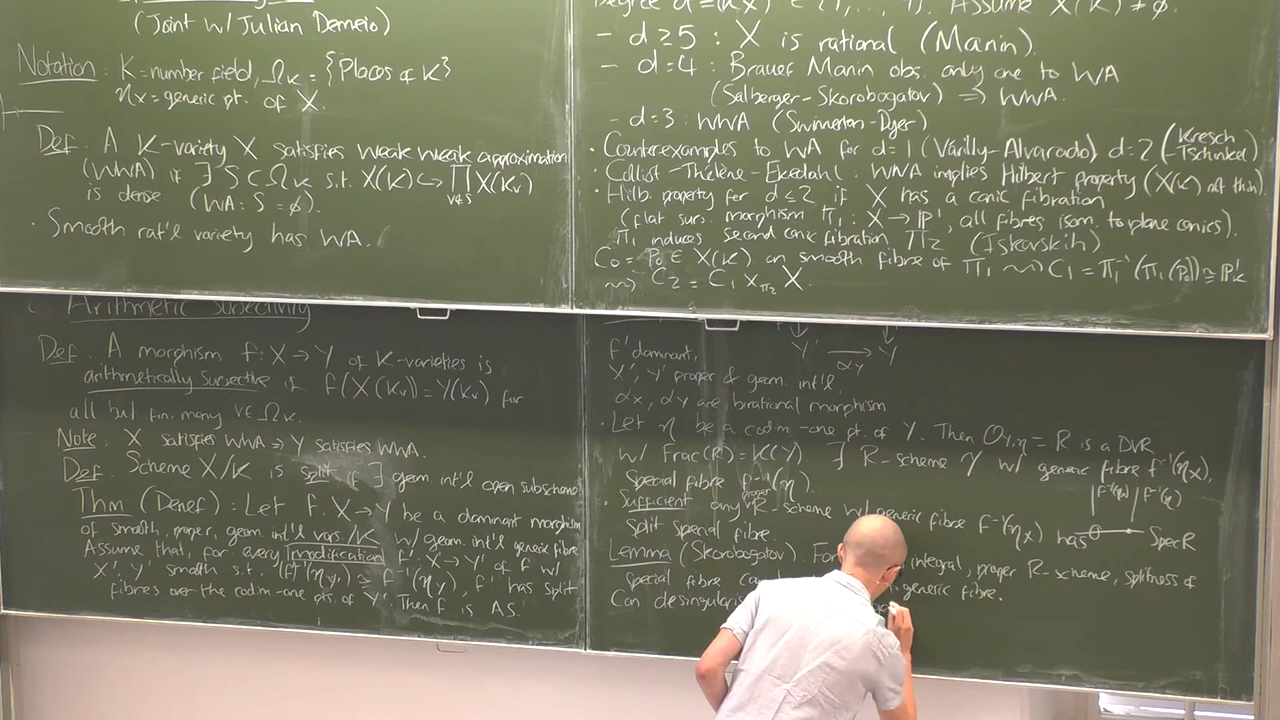 (Joint w/ Julian Demeio)
Notation: K = number field, Ω_K = {Places of K}
η_X = generic pt. of X.
Def. A K-variety X satisfies weak weak approximation
(WWA) if ∃ S ⊂ Ω_K s.t. X(K) ↪ ∏_{v∉S} X(K_v)
is dense (WA: S = ∅).
· Smooth rat'l variety has WA.
Assume X(K) ≠ ∅.
- d ≥ 5 : X is rational (Manin).
- d = 4 : Brauer Manin obs. only one to WA
(Salberger-Skorobogatov) ⇒ WWA.
- d = 3 : WWA (Swinnerton-Dyer)
· Counterexamples to WA for d = 1 (Várilly-Alvarado), d = 2 (Kresch-Tschinkel)
· Colliot-Thélène-Ekedahl: WWA implies Hilbert property (X(K) not thin)
· Hilb. property for d ≤ 2 if X has a conic fibration
(flat surj. morphism π_1 : X → P^1, all fibres isom. to plane conics).
π_1 induces second conic fibration π_2 (Iskovskih)
C_0 = P_0 ∈ X(K) on smooth fibre of π_1 ⇝ C_1 = π_1^{-1}(π_1(P_0)) ≅ P^1_K
⇝ C_2 = C_1 ×_{π_2} X.
Arithmetic Surjectivity
Def. A morphism f: X → Y of K-varieties is
arithmetically surjective if f(X(K_v)) = Y(K_v) for
all but fin. many v ∈ Ω_K.
Note. X satisfies WWA ⇒ Y satisfies WWA.
Def. Scheme X/K is split if ∃ geom. int'l open subscheme
Thm (Denef): Let f: X → Y be a dominant morphism
of smooth, proper, geom. int'l vars./K w/ geom. int'l generic fibre
Assume that, for every modification f': X' → Y' of f w/
X', Y' smooth s.t. (f')^{-1}(η_{Y'}) ≅ f^{-1}(η_Y), f' has split
fibres over the codim-one pts. of Y'. Then f is AS.
Y' → Y
α_Y
f' dominant,
X', Y' proper & geom. int'l,
α_X, α_Y are birational morphism
· Let η be a codim-one pt. of Y. Then O_{Y,η} = R is a DVR
w/ Frac(R) = K(Y). ∃ R-scheme 𝒴 w/ generic fibre f^{-1}(η_X),
Special fibre f^{-1}(η).
· Sufficient any proper R-scheme w/ generic fibre f^{-1}(η_X) has
Split special fibre.
Spec R
Lemma (Skorobogatov). For integral, proper R-scheme, splitness of
Special fibre generic fibre.
Can desingularis